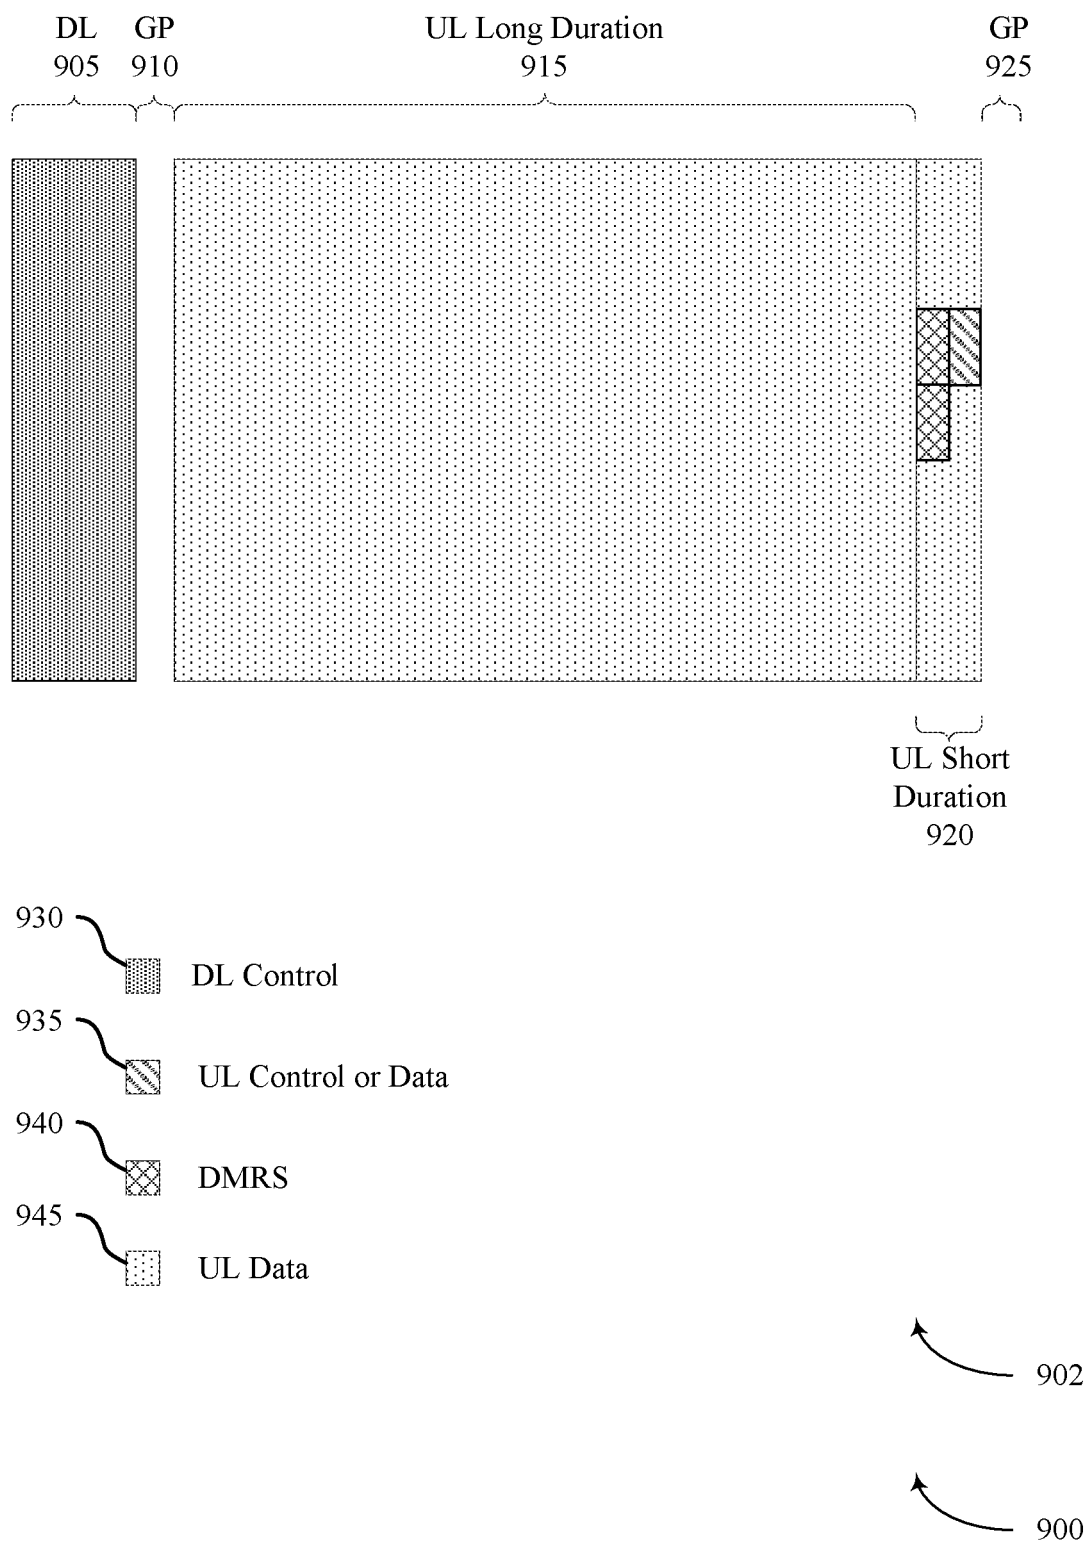 DL GP UL Long Duration GP
905 910 915 925
UL Short
Duration
920
930
DL Control
935
UL Control or Data
940
DMRS
945
UL Data
902
900